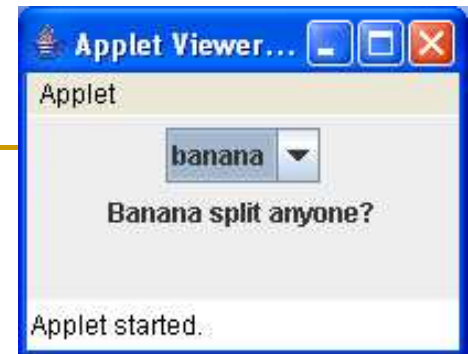 Applet Viewer...
Applet
banana
Banana split anyone?
Applet started.